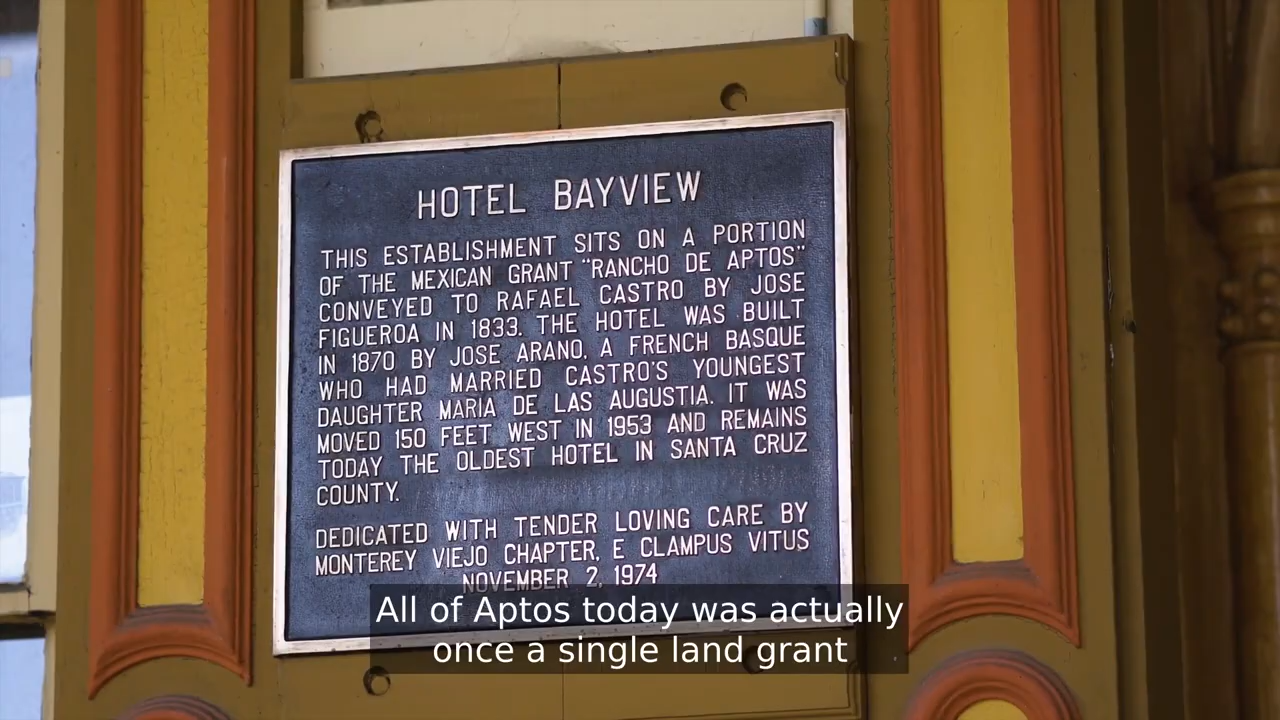 HOTEL BAYVIEW
THIS ESTABLISHMENT SITS ON A PORTION
OF THE MEXICAN GRANT "RANCHO DE APTOS"
CONVEYED TO RAFAEL CASTRO BY JOSE
FIGUEROA IN 1833. THE HOTEL WAS BUILT
IN 1870 BY JOSE ARANO, A FRENCH BASQUE
WHO HAD MARRIED CASTRO'S YOUNGEST
DAUGHTER MARIA DE LAS AUGUSTIA. IT WAS
MOVED 150 FEET WEST IN 1953 AND REMAINS
TODAY THE OLDEST HOTEL IN SANTA CRUZ
COUNTY.
DEDICATED WITH TENDER LOVING CARE BY
MONTEREY VIEJO CHAPTER, E CLAMPUS VITUS
NOVEMBER 2, 1974
All of Aptos today was actually
once a single land grant